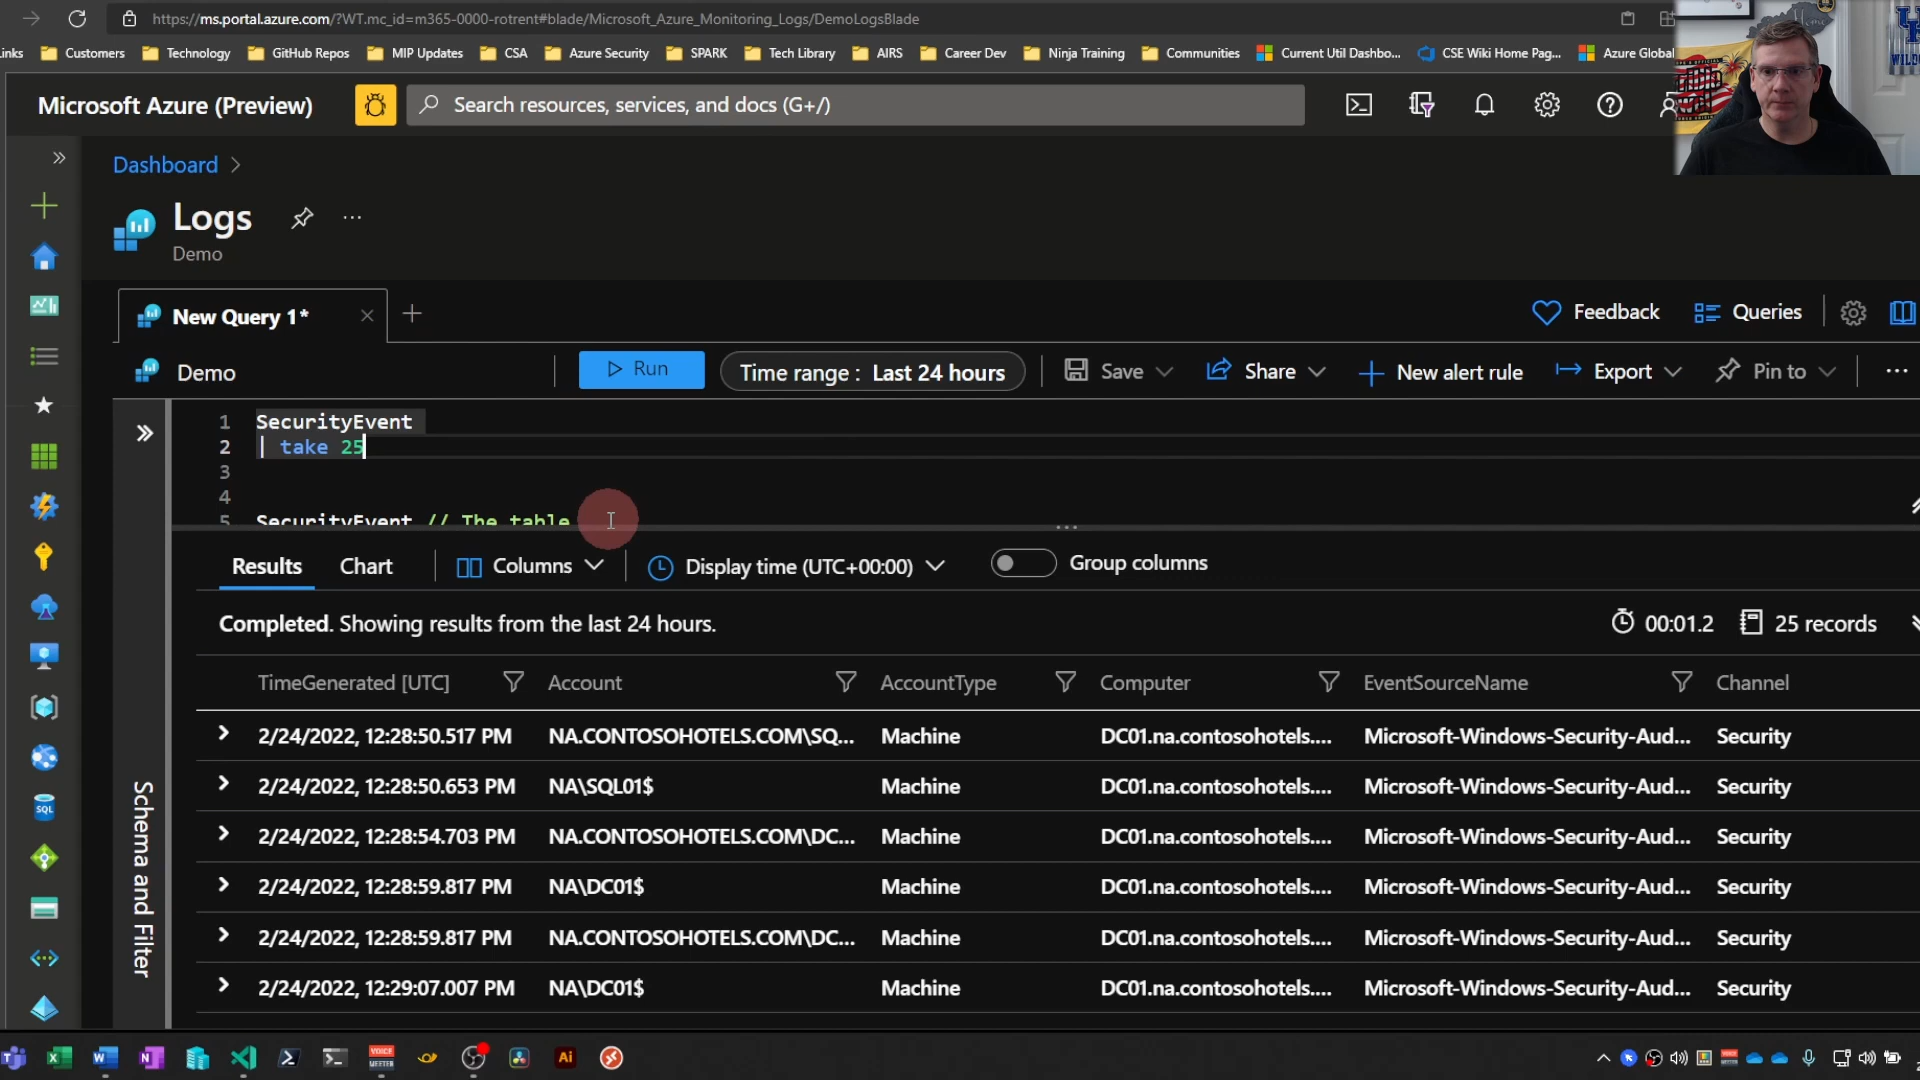 https://ms.portal.azure.com/?WT.mc_id=m365-0000-rotrent#blade/Microsoft_Azure_Monitoring_Logs/DemoLogsBlade
inks Customers Technology GitHub Repos MIP Updates CSA Azure Security SPARK Tech Library AIRS Career Dev Ninja Training Communities Current Util Dashbo... CSE Wiki Home Pag... Azure Global
Microsoft Azure (Preview) Search resources, services, and docs (G+/)
Dashboard
Logs
Demo
New Query 1*
Feedback Queries
Demo Run Time range : Last 24 hours Save Share New alert rule Export Pin to
1 SecurityEvent
2 | take 25
3
4
5 SecurityEvent // The table
Schema and Filter
Results Chart Columns Display time (UTC+00:00) Group columns
Completed. Showing results from the last 24 hours. 00:01.2 25 records
TimeGenerated [UTC] Account AccountType Computer EventSourceName Channel
2/24/2022, 12:28:50.517 PM NA.CONTOSOHOTELS.COM\SQ... Machine DC01.na.contosohotels.... Microsoft-Windows-Security-Aud... Security
2/24/2022, 12:28:50.653 PM NA\SQL01$ Machine DC01.na.contosohotels.... Microsoft-Windows-Security-Aud... Security
2/24/2022, 12:28:54.703 PM NA.CONTOSOHOTELS.COM\DC... Machine DC01.na.contosohotels.... Microsoft-Windows-Security-Aud... Security
2/24/2022, 12:28:59.817 PM NA\DC01$ Machine DC01.na.contosohotels.... Microsoft-Windows-Security-Aud... Security
2/24/2022, 12:28:59.817 PM NA.CONTOSOHOTELS.COM\DC... Machine DC01.na.contosohotels.... Microsoft-Windows-Security-Aud... Security
2/24/2022, 12:29:07.007 PM NA\DC01$ Machine DC01.na.contosohotels.... Microsoft-Windows-Security-Aud... Security